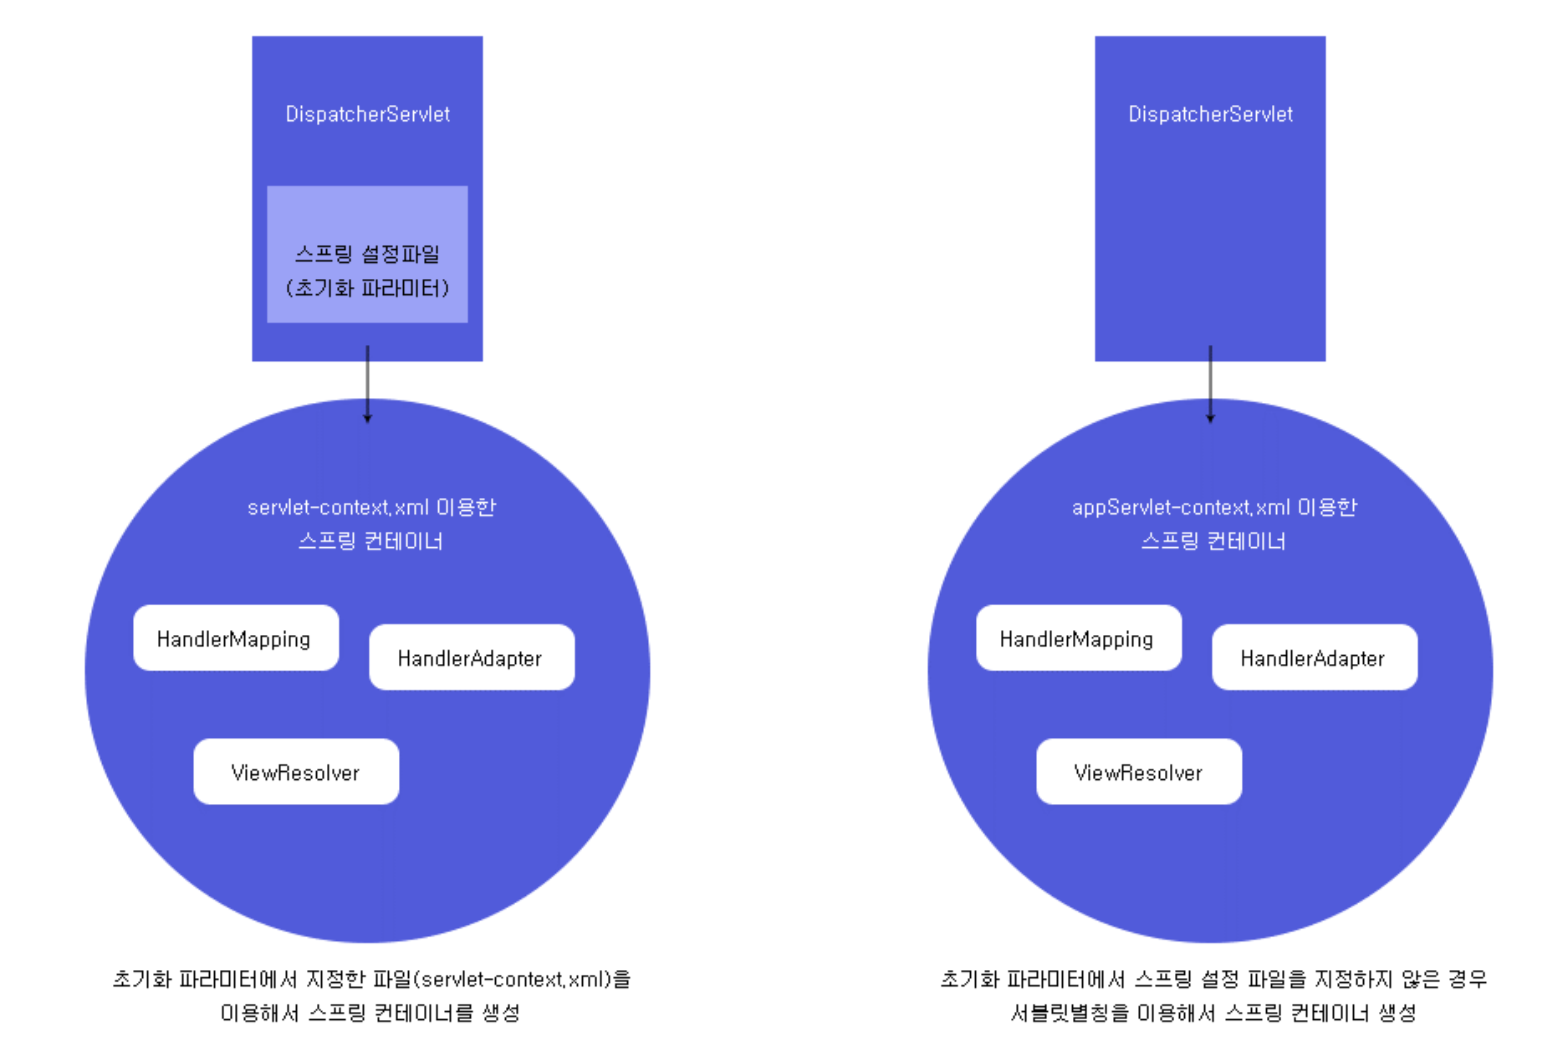 DispatcherServlet
스프링 설정파일
(초기화 파라미터)
servlet-context.xml 이용한
스프링 컨테이너
HandlerMapping
HandlerAdapter
ViewResolver
초기화 파라미터에서 지정한 파일(servlet-context.xml)을
이용해서 스프링 컨테이너를 생성
DispatcherServlet
appServlet-context.xml 이용한
스프링 컨테이너
HandlerMapping
HandlerAdapter
ViewResolver
초기화 파라미터에서 스프링 설정 파일을 지정하지 않은 경우
서블릿별칭을 이용해서 스프링 컨테이너 생성